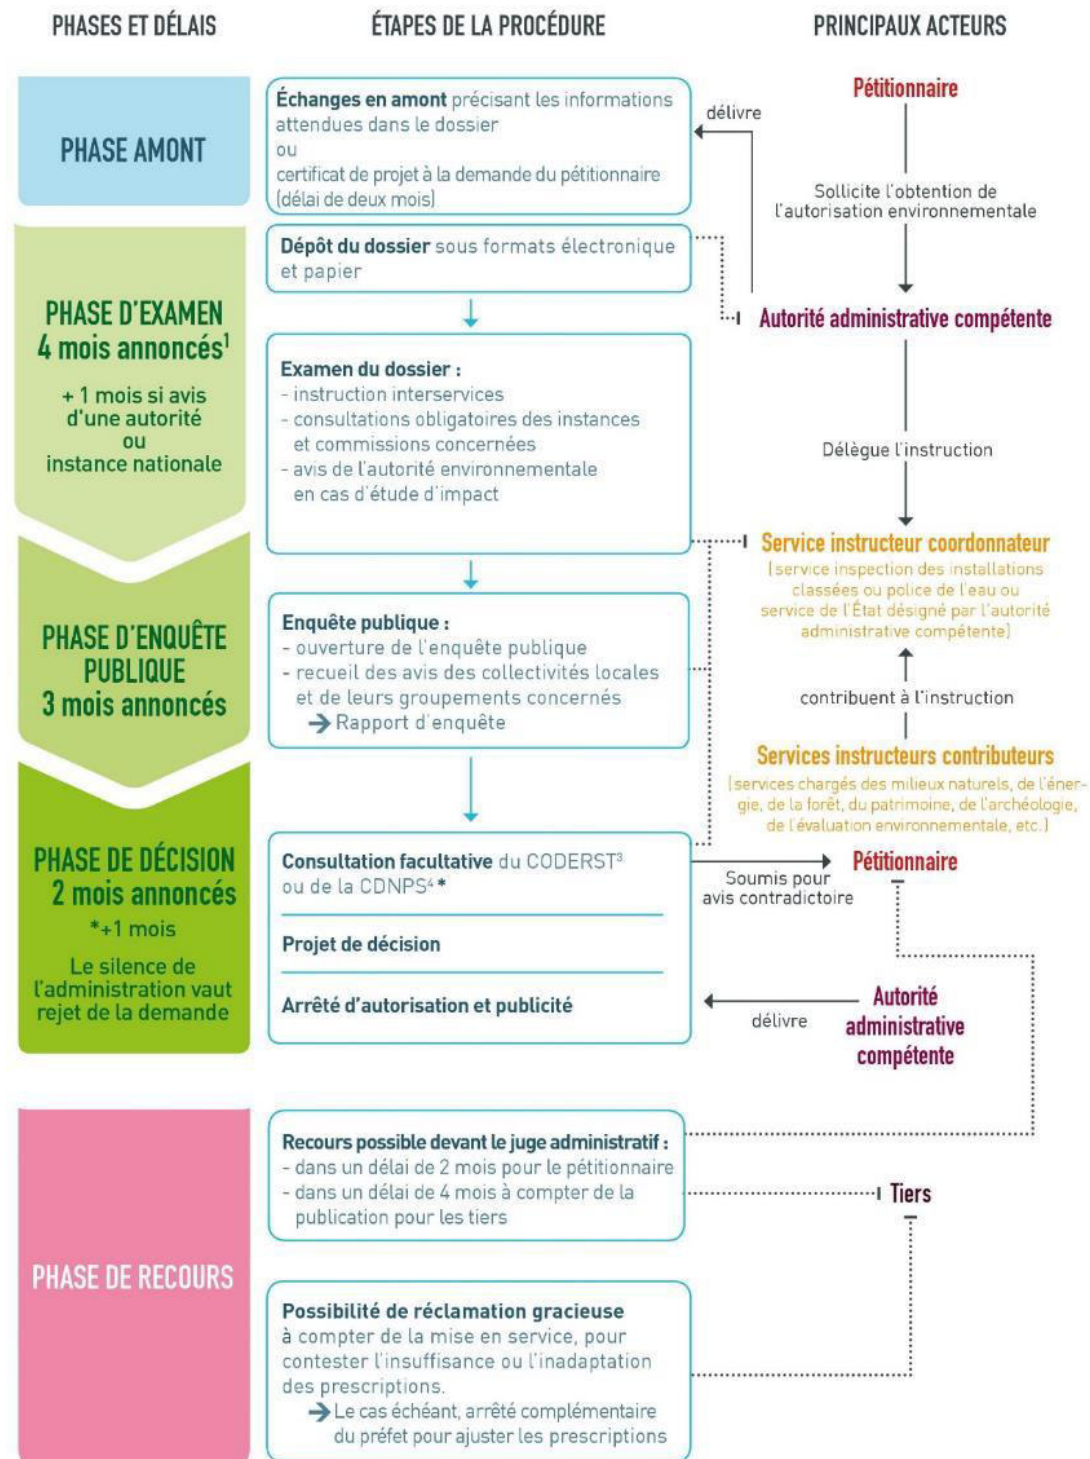 PHASES ET DÉLAIS
ÉTAPES DE LA PROCÉDURE
PRINCIPAUX ACTEURS
PHASE AMONT
Échanges en amont précisant les informations
attendues dans le dossier
ou
certificat de projet à la demande du pétitionnaire
(délai de deux mois)
délivre
Pétitionnaire
Sollicite l'obtention de
l'autorisation environnementale
Autorité administrative compétente
PHASE D'EXAMEN
4 mois annoncés¹
+ 1 mois si avis
d'une autorité
ou
instance nationale
Dépôt du dossier sous formats électronique
et papier
Examen du dossier :
- instruction interservices
- consultations obligatoires des instances
et commissions concernées
- avis de l'autorité environnementale
en cas d'étude d'impact
Délègue l'instruction
Service instructeur coordonnateur
(service inspection des installations
classées ou police de l'eau ou
service de l'État désigné par l'autorité
administrative compétente)
PHASE D'ENQUÊTE
PUBLIQUE
3 mois annoncés
Enquête publique :
- ouverture de l'enquête publique
- recueil des avis des collectivités locales
et de leurs groupements concernés
→ Rapport d'enquête
contribuent à l'instruction
Services instructeurs contributeurs
(services chargés des milieux naturels, de l'éner-
gie, de la forêt, du patrimoine, de l'archéologie,
de l'évaluation environnementale, etc.)
PHASE DE DÉCISION
2 mois annoncés
*+1 mois
Le silence de
l'administration vaut
rejet de la demande
Consultation facultative du CODERST³
ou de la CDNPS⁴ *
Projet de décision
Arrêté d'autorisation et publicité
Soumis pour
avis contradictoire
Pétitionnaire
délivre
Autorité
administrative
compétente
PHASE DE RECOURS
Recours possible devant le juge administratif :
- dans un délai de 2 mois pour le pétitionnaire
- dans un délai de 4 mois à compter de la
publication pour les tiers
Tiers
Possibilité de réclamation gracieuse
à compter de la mise en service, pour
contester l'insuffisance ou l'inadaptation
des prescriptions.
→ Le cas échéant, arrêté complémentaire
du préfet pour ajuster les prescriptions